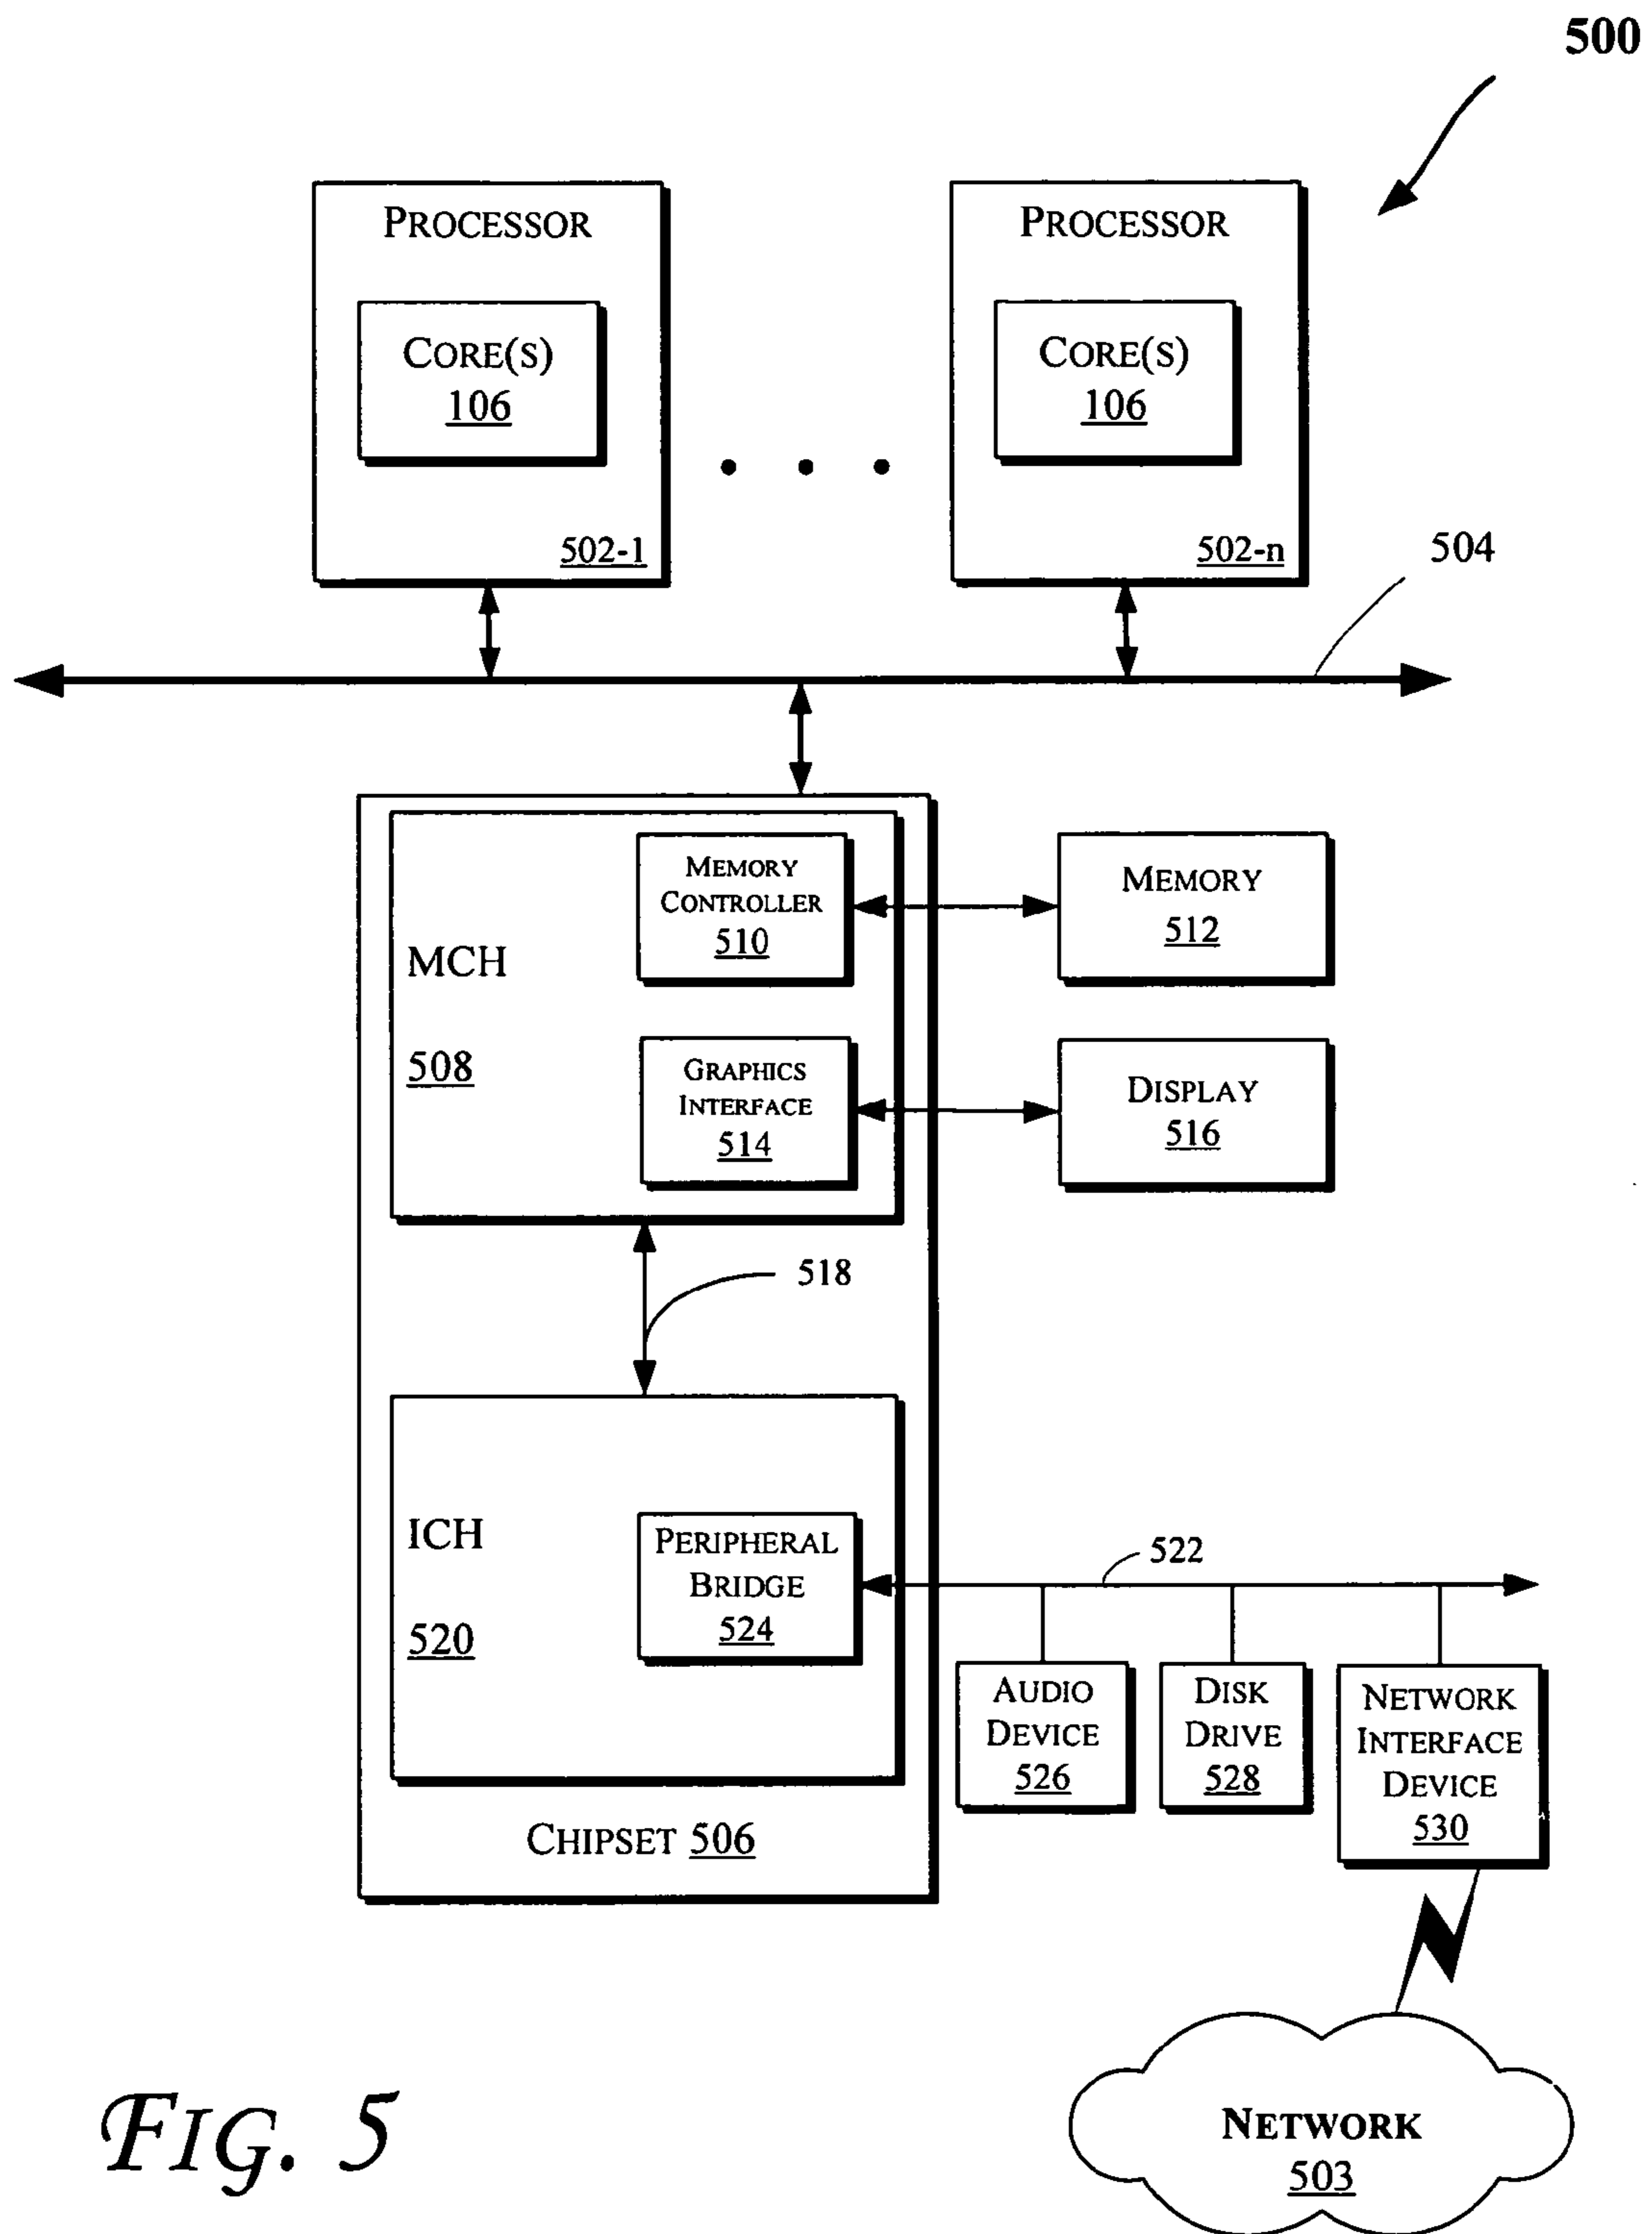 500
PROCESSOR
CORE(S)
106
502-1
PROCESSOR
CORE(S)
106
502-n
504
MEMORY
CONTROLLER
510
MEMORY
512
MCH
508
GRAPHICS
INTERFACE
514
DISPLAY
516
518
ICH
520
PERIPHERAL
BRIDGE
524
522
AUDIO
DEVICE
526
DISK
DRIVE
528
NETWORK
INTERFACE
DEVICE
530
CHIPSET 506
NETWORK
503
FIG. 5